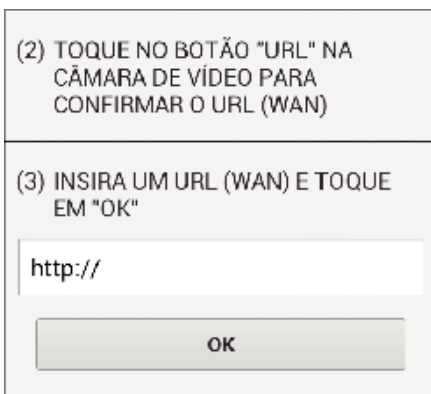 (2) TOQUE NO BOTÃO "URL" NA
CÂMARA DE VÍDEO PARA
CONFIRMAR O URL (WAN)
(3) INSIRA UM URL (WAN) E TOQUE
EM "OK"
http://
OK